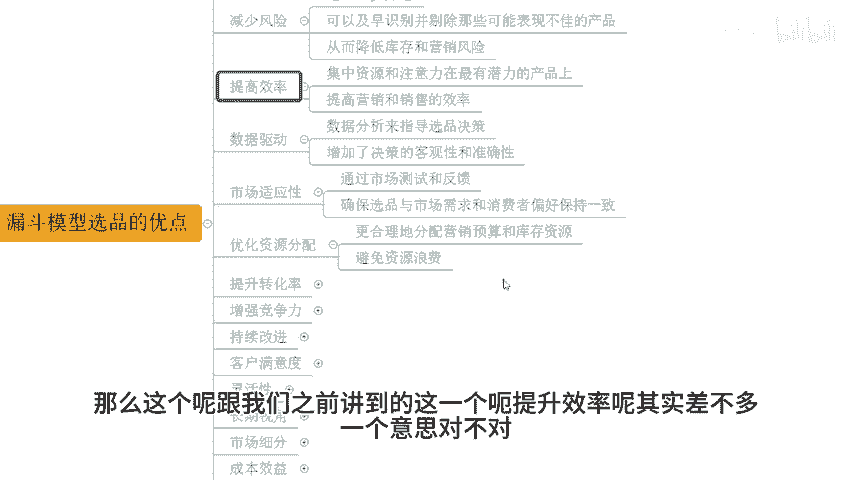 减少风险
可以及早识别并剔除那些可能表现不佳的产品
从而降低库存和营销风险
提高效率
集中资源和注意力在最有潜力的产品上
提高营销和销售的效率
数据驱动
数据分析来指导选品决策
增加了决策的客观性和准确性
市场适应性
通过市场测试和反馈
确保选品与市场需求和消费者偏好保持一致
漏斗模型选品的优点
优化资源分配
更合理地分配营销预算和库存资源
避免资源浪费
提升转化率
增强竞争力
持续改进
客户满意度
灵活性
那么这个呢跟我们之前讲到的这一个呃提升效率呢其实差不多
长期视角
一个意思对不对
市场细分
成本效益
bilibili